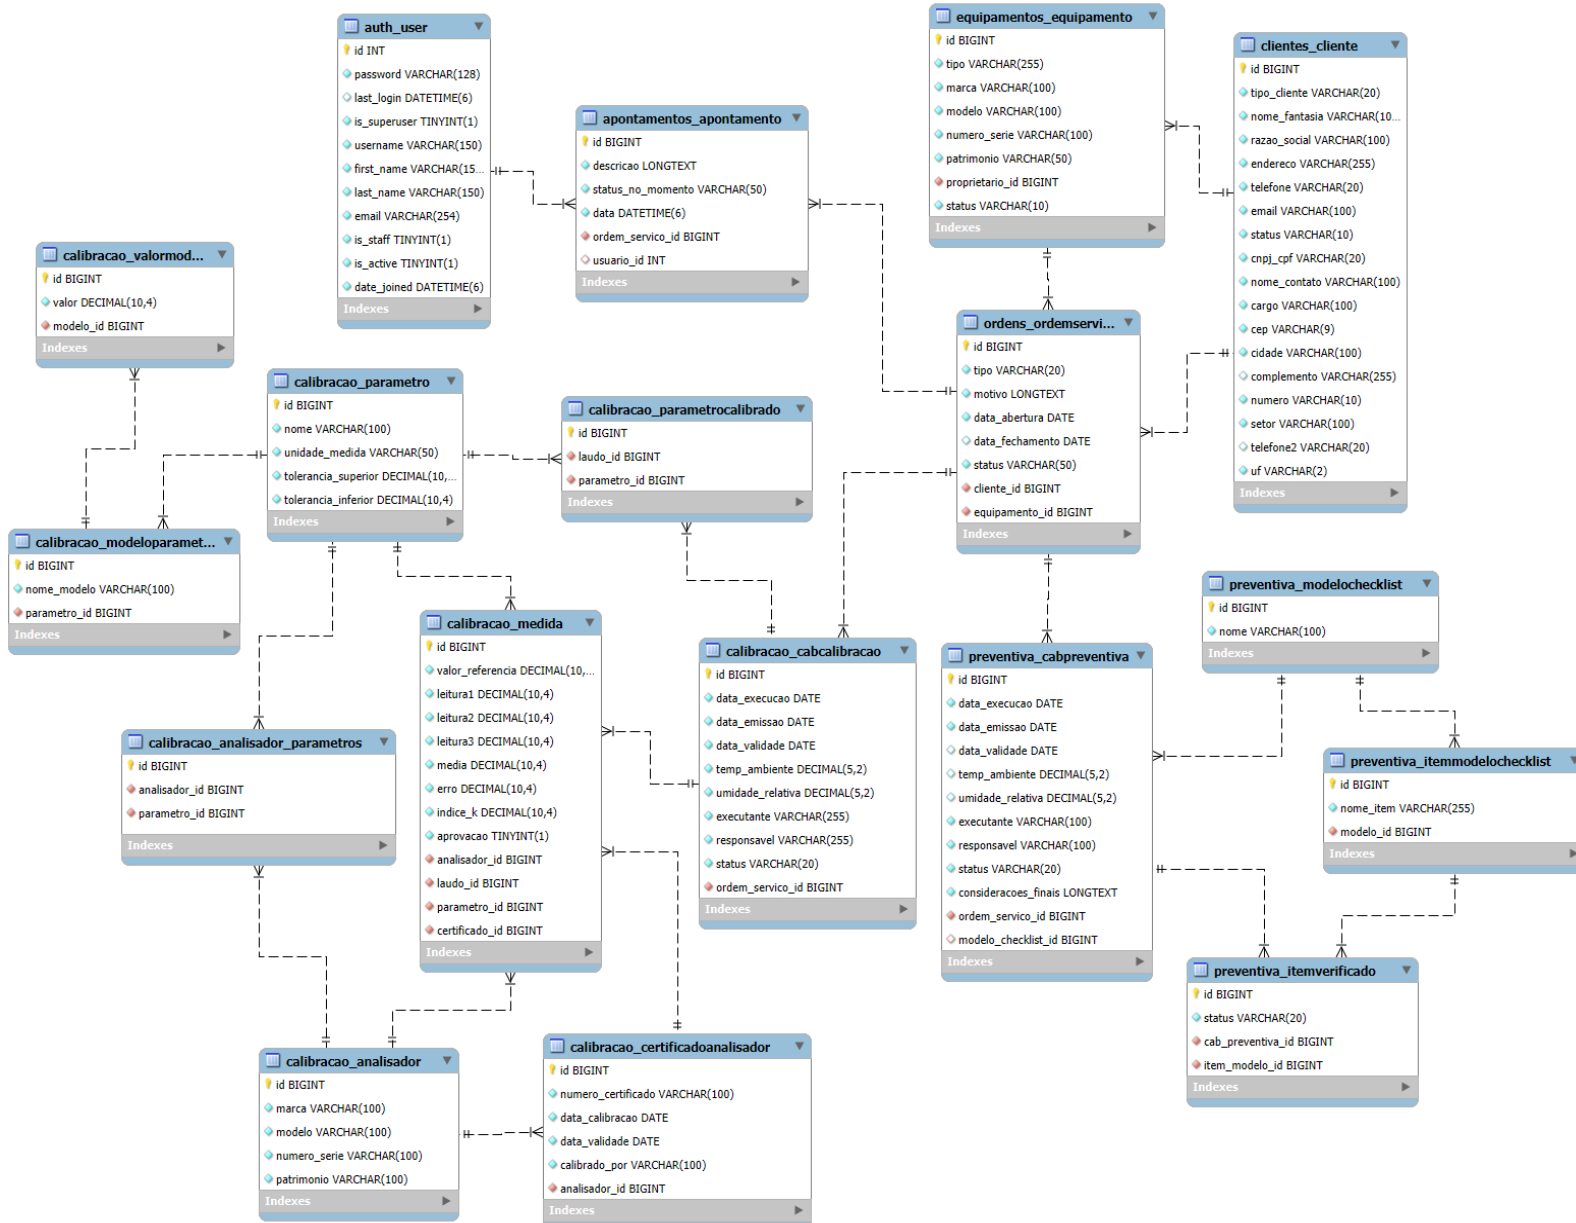 auth_user
id INT
password VARCHAR(128)
last_login DATETIME(6)
is_superuser TINYINT(1)
username VARCHAR(150)
first_name VARCHAR(15...
last_name VARCHAR(150)
email VARCHAR(254)
is_staff TINYINT(1)
is_active TINYINT(1)
date_joined DATETIME(6)
Indexes
apontamentos_apontamento
id BIGINT
descricao LONGTEXT
status_no_momento VARCHAR(50)
data DATETIME(6)
ordem_servico_id BIGINT
usuario_id INT
Indexes
equipamentos_equipamento
id BIGINT
tipo VARCHAR(255)
marca VARCHAR(100)
modelo VARCHAR(100)
numero_serie VARCHAR(100)
patrimonio VARCHAR(50)
proprietario_id BIGINT
status VARCHAR(10)
Indexes
clientes_cliente
id BIGINT
tipo_cliente VARCHAR(20)
nome_fantasia VARCHAR(10...
razao_social VARCHAR(100)
endereco VARCHAR(255)
telefone VARCHAR(20)
email VARCHAR(100)
status VARCHAR(10)
cnpj_cpf VARCHAR(20)
nome_contato VARCHAR(100)
cargo VARCHAR(100)
cep VARCHAR(9)
cidade VARCHAR(100)
complemento VARCHAR(255)
numero VARCHAR(10)
setor VARCHAR(100)
telefone2 VARCHAR(20)
uf VARCHAR(2)
Indexes
calibracao_valormod...
id BIGINT
valor DECIMAL(10,4)
modelo_id BIGINT
Indexes
calibracao_parametro
id BIGINT
nome VARCHAR(100)
unidade_medida VARCHAR(50)
tolerancia_superior DECIMAL(10,...
tolerancia_inferior DECIMAL(10,4)
Indexes
calibracao_parametrocalibrado
id BIGINT
laudo_id BIGINT
parametro_id BIGINT
Indexes
ordens_ordemservi...
id BIGINT
tipo VARCHAR(20)
motivo LONGTEXT
data_abertura DATE
data_fechamento DATE
status VARCHAR(50)
cliente_id BIGINT
equipamento_id BIGINT
Indexes
calibracao_modeloparamet...
id BIGINT
nome_modelo VARCHAR(100)
parametro_id BIGINT
Indexes
calibracao_medida
id BIGINT
valor_referencia DECIMAL(10,...
leitura1 DECIMAL(10,4)
leitura2 DECIMAL(10,4)
leitura3 DECIMAL(10,4)
media DECIMAL(10,4)
erro DECIMAL(10,4)
indice_k DECIMAL(10,4)
aprovacao TINYINT(1)
analisador_id BIGINT
laudo_id BIGINT
parametro_id BIGINT
certificado_id BIGINT
Indexes
calibracao_cabcalibracao
id BIGINT
data_execucao DATE
data_emissao DATE
data_validade DATE
temp_ambiente DECIMAL(5,2)
umidade_relativa DECIMAL(5,2)
executante VARCHAR(255)
responsavel VARCHAR(255)
status VARCHAR(20)
ordem_servico_id BIGINT
Indexes
preventiva_cabpreventiva
id BIGINT
data_execucao DATE
data_emissao DATE
data_validade DATE
temp_ambiente DECIMAL(5,2)
umidade_relativa DECIMAL(5,2)
executante VARCHAR(100)
responsavel VARCHAR(100)
status VARCHAR(20)
consideracoes_finais LONGTEXT
ordem_servico_id BIGINT
modelo_checklist_id BIGINT
Indexes
preventiva_modelochecklist
id BIGINT
nome VARCHAR(100)
Indexes
calibracao_analisador_parametros
id BIGINT
analisador_id BIGINT
parametro_id BIGINT
Indexes
preventiva_itemmodelochecklist
id BIGINT
nome_item VARCHAR(255)
modelo_id BIGINT
Indexes
preventiva_itemverificado
id BIGINT
status VARCHAR(20)
cab_preventiva_id BIGINT
item_modelo_id BIGINT
Indexes
calibracao_analisador
id BIGINT
marca VARCHAR(100)
modelo VARCHAR(100)
numero_serie VARCHAR(100)
patrimonio VARCHAR(100)
Indexes
calibracao_certificadoanalisador
id BIGINT
numero_certificado VARCHAR(100)
data_calibracao DATE
data_validade DATE
calibrado_por VARCHAR(100)
analisador_id BIGINT
Indexes